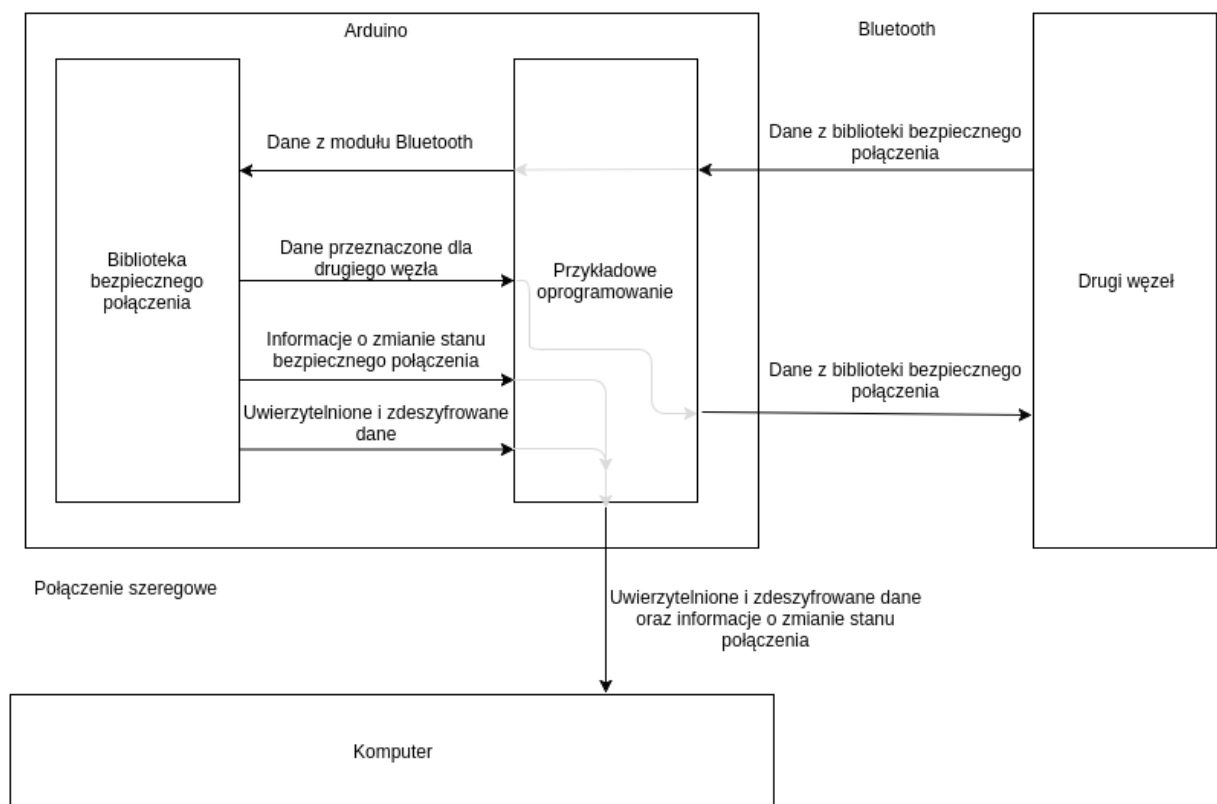 Arduino
Bluetooth
Dane z modułu Bluetooth
Dane z biblioteki bezpiecznego
połączenia
Biblioteka
bezpiecznego
połączenia
Dane przeznaczone dla
drugiego węzła
Przykładowe
oprogramowanie
Drugi węzeł
Informacje o zmianie stanu
bezpiecznego połączenia
Dane z biblioteki bezpiecznego
połączenia
Uwierzytelnione i zdeszyfrowane
dane
Połączenie szeregowe
Uwierzytelnione i zdeszyfrowane dane
oraz informacje o zmianie stanu
połączenia
Komputer